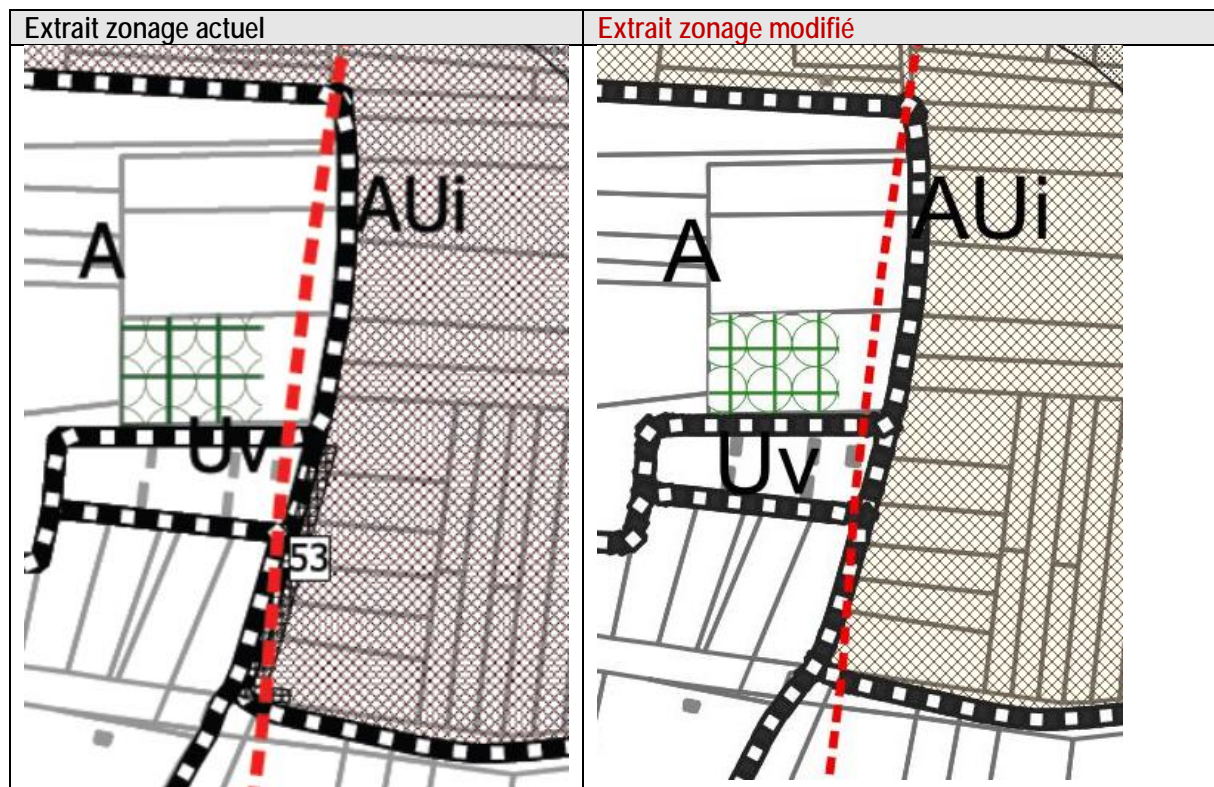 Extrait zonage actuel
Extrait zonage modifié
AUi
A
Uv
53
AUi
A
Uv